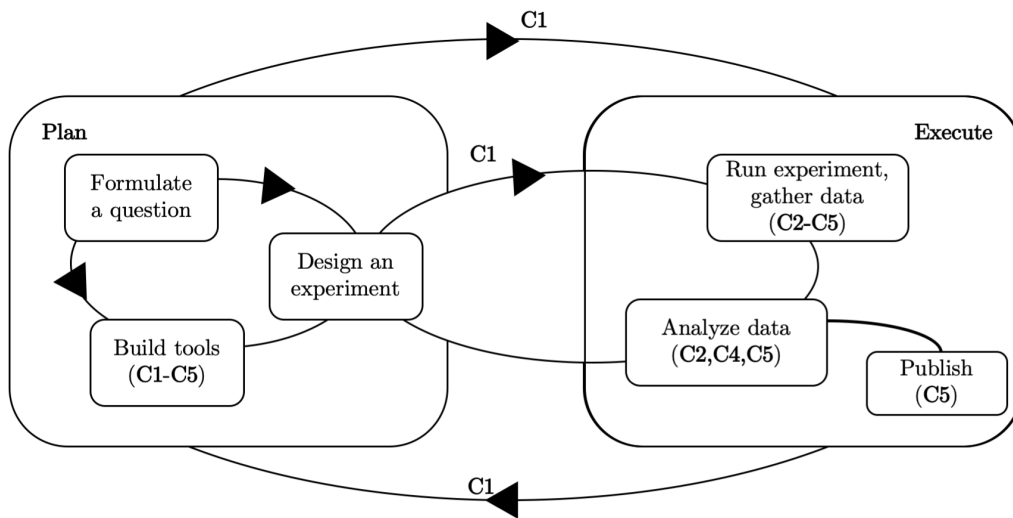 C1
Plan
Execute
C1
Formulate
a question
Run experiment,
gather data
(C2-C5)
Design an
experiment
Build tools
(C1-C5)
Analyze data
(C2,C4,C5)
Publish
(C5)
C1